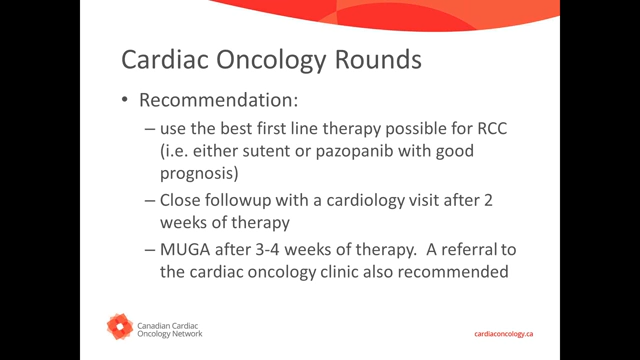 Cardiac Oncology Rounds
• Recommendation:
– use the best first line therapy possible for RCC
(i.e. either sutent or pazopanib with good
prognosis)
– Close followup with a cardiology visit after 2
weeks of therapy
– MUGA after 3-4 weeks of therapy. A referral to
the cardiac oncology clinic also recommended
Canadian Cardiac
Oncology Network
cardiaconcology.ca